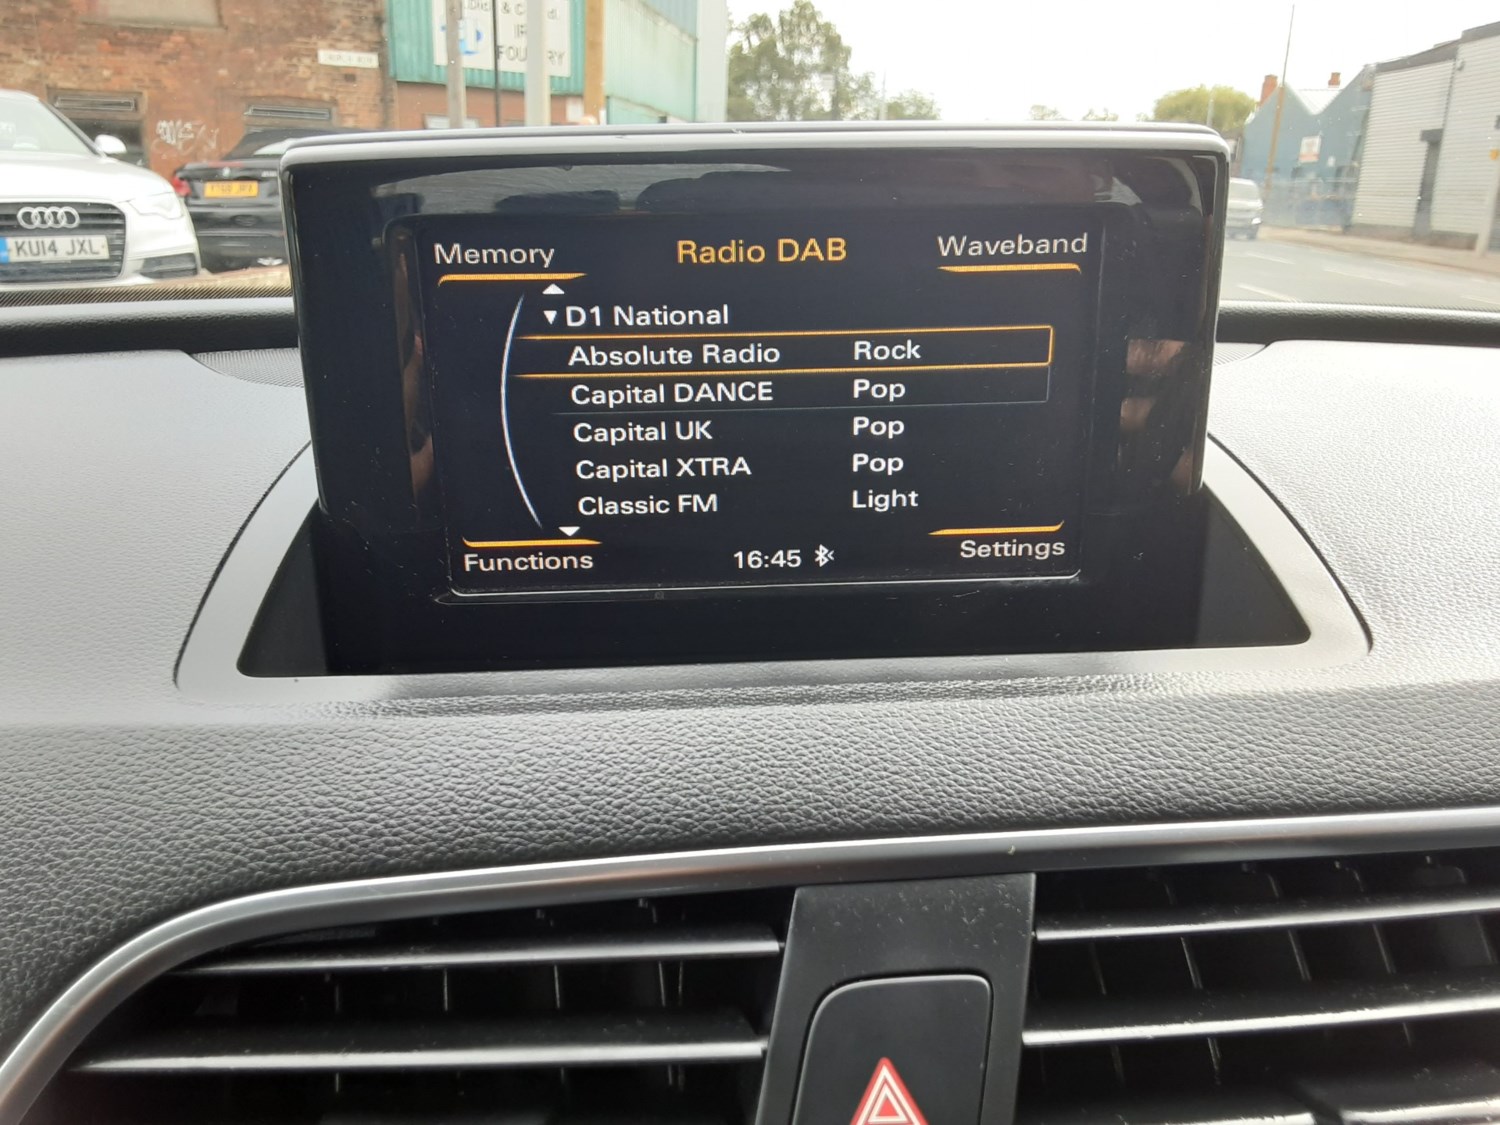 FOUNDRY
KU14 JXL
Memory
Radio DAB
Waveband
D1 National
Absolute Radio Rock
Capital DANCE Pop
Capital UK Pop
Capital XTRA Pop
Classic FM Light
Functions
16:45
Settings